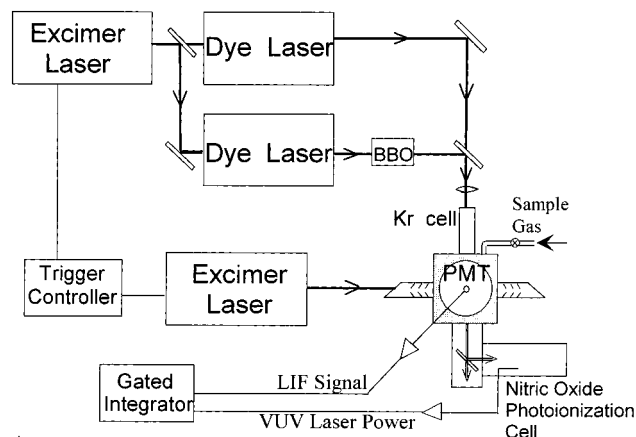 Excimer
Laser
Dye Laser
Dye Laser
BBO
Kr cell
Sample
Gas
PMT
Trigger
Controller
Excimer
Laser
LIF Signal
Gated
Integrator
VUV Laser Power
Nitric Oxide
Photoionization
Cell